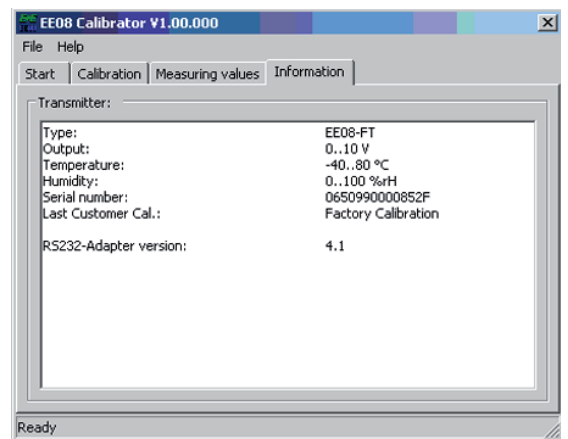 EE08 Calibrator V1.00.000
File Help
Start Calibration Measuring values Information
Transmitter:
Type: EE08-FT
Output: 0..10 V
Temperature: -40..80 °C
Humidity: 0..100 %rH
Serial number: 0650990000852F
Last Customer Cal.: Factory Calibration
RS232-Adapter version: 4.1
Ready